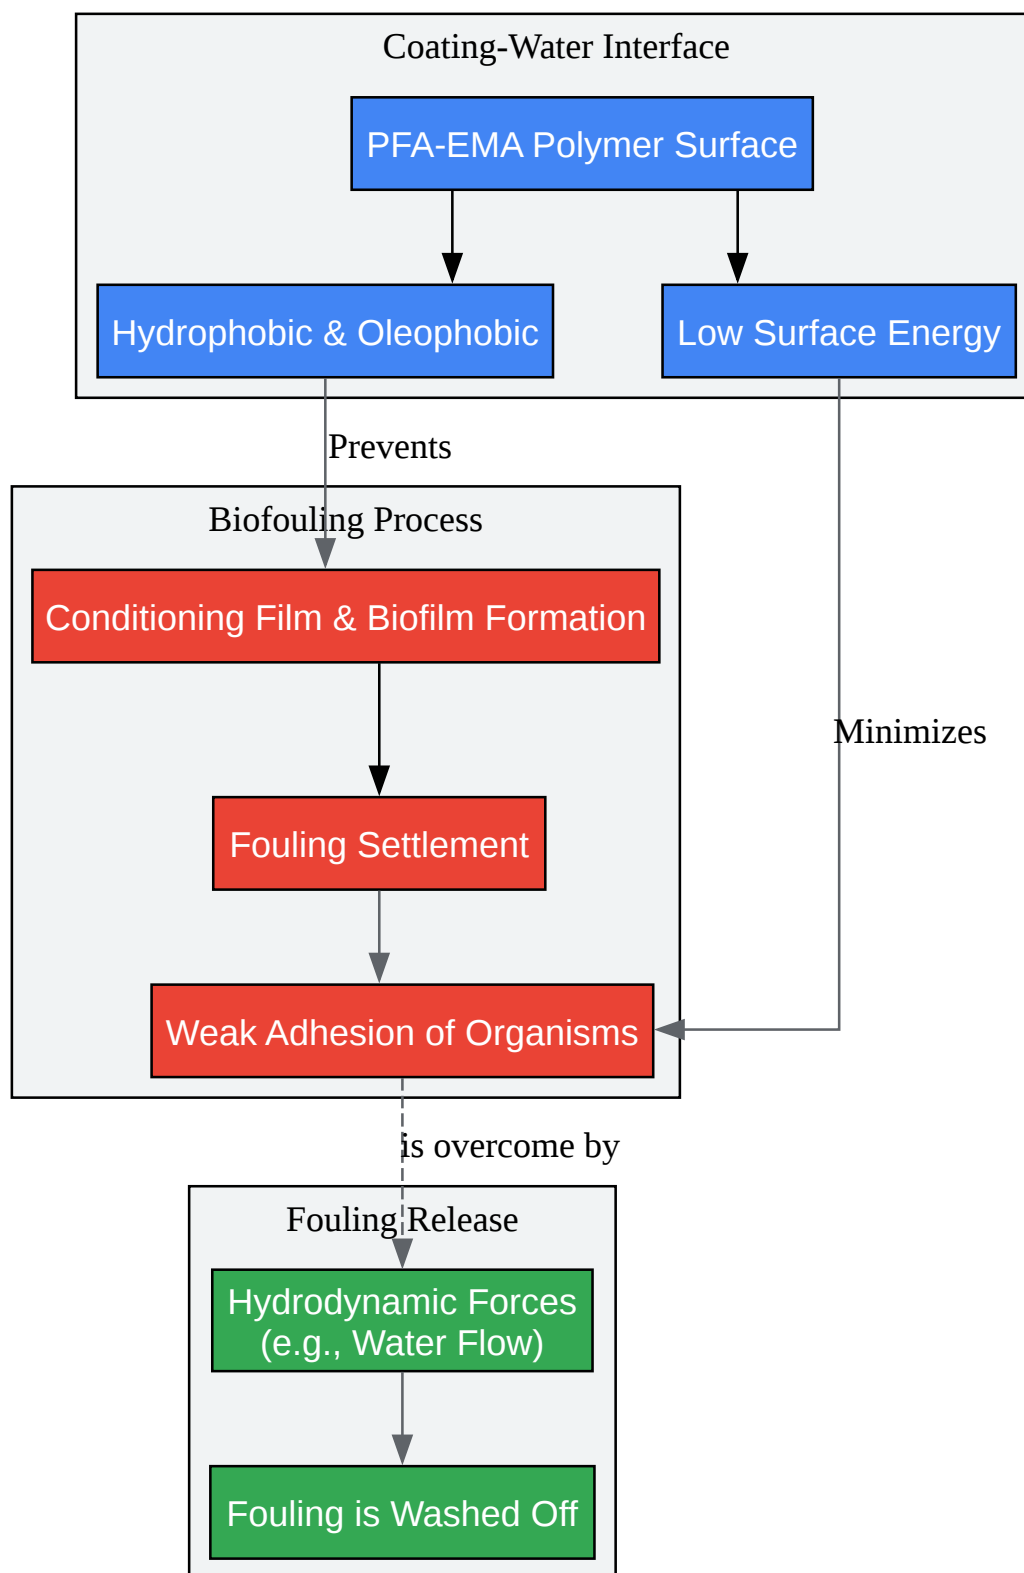 Coating-Water Interface
PFA-EMA Polymer Surface
Hydrophobic & Oleophobic
Low Surface Energy
Prevents
Biofouling Process
Conditioning Film & Biofilm Formation
Minimizes
Fouling Settlement
Weak Adhesion of Organisms
is overcome by
Fouling Release
Hydrodynamic Forces
(e.g., Water Flow)
Fouling is Washed Off